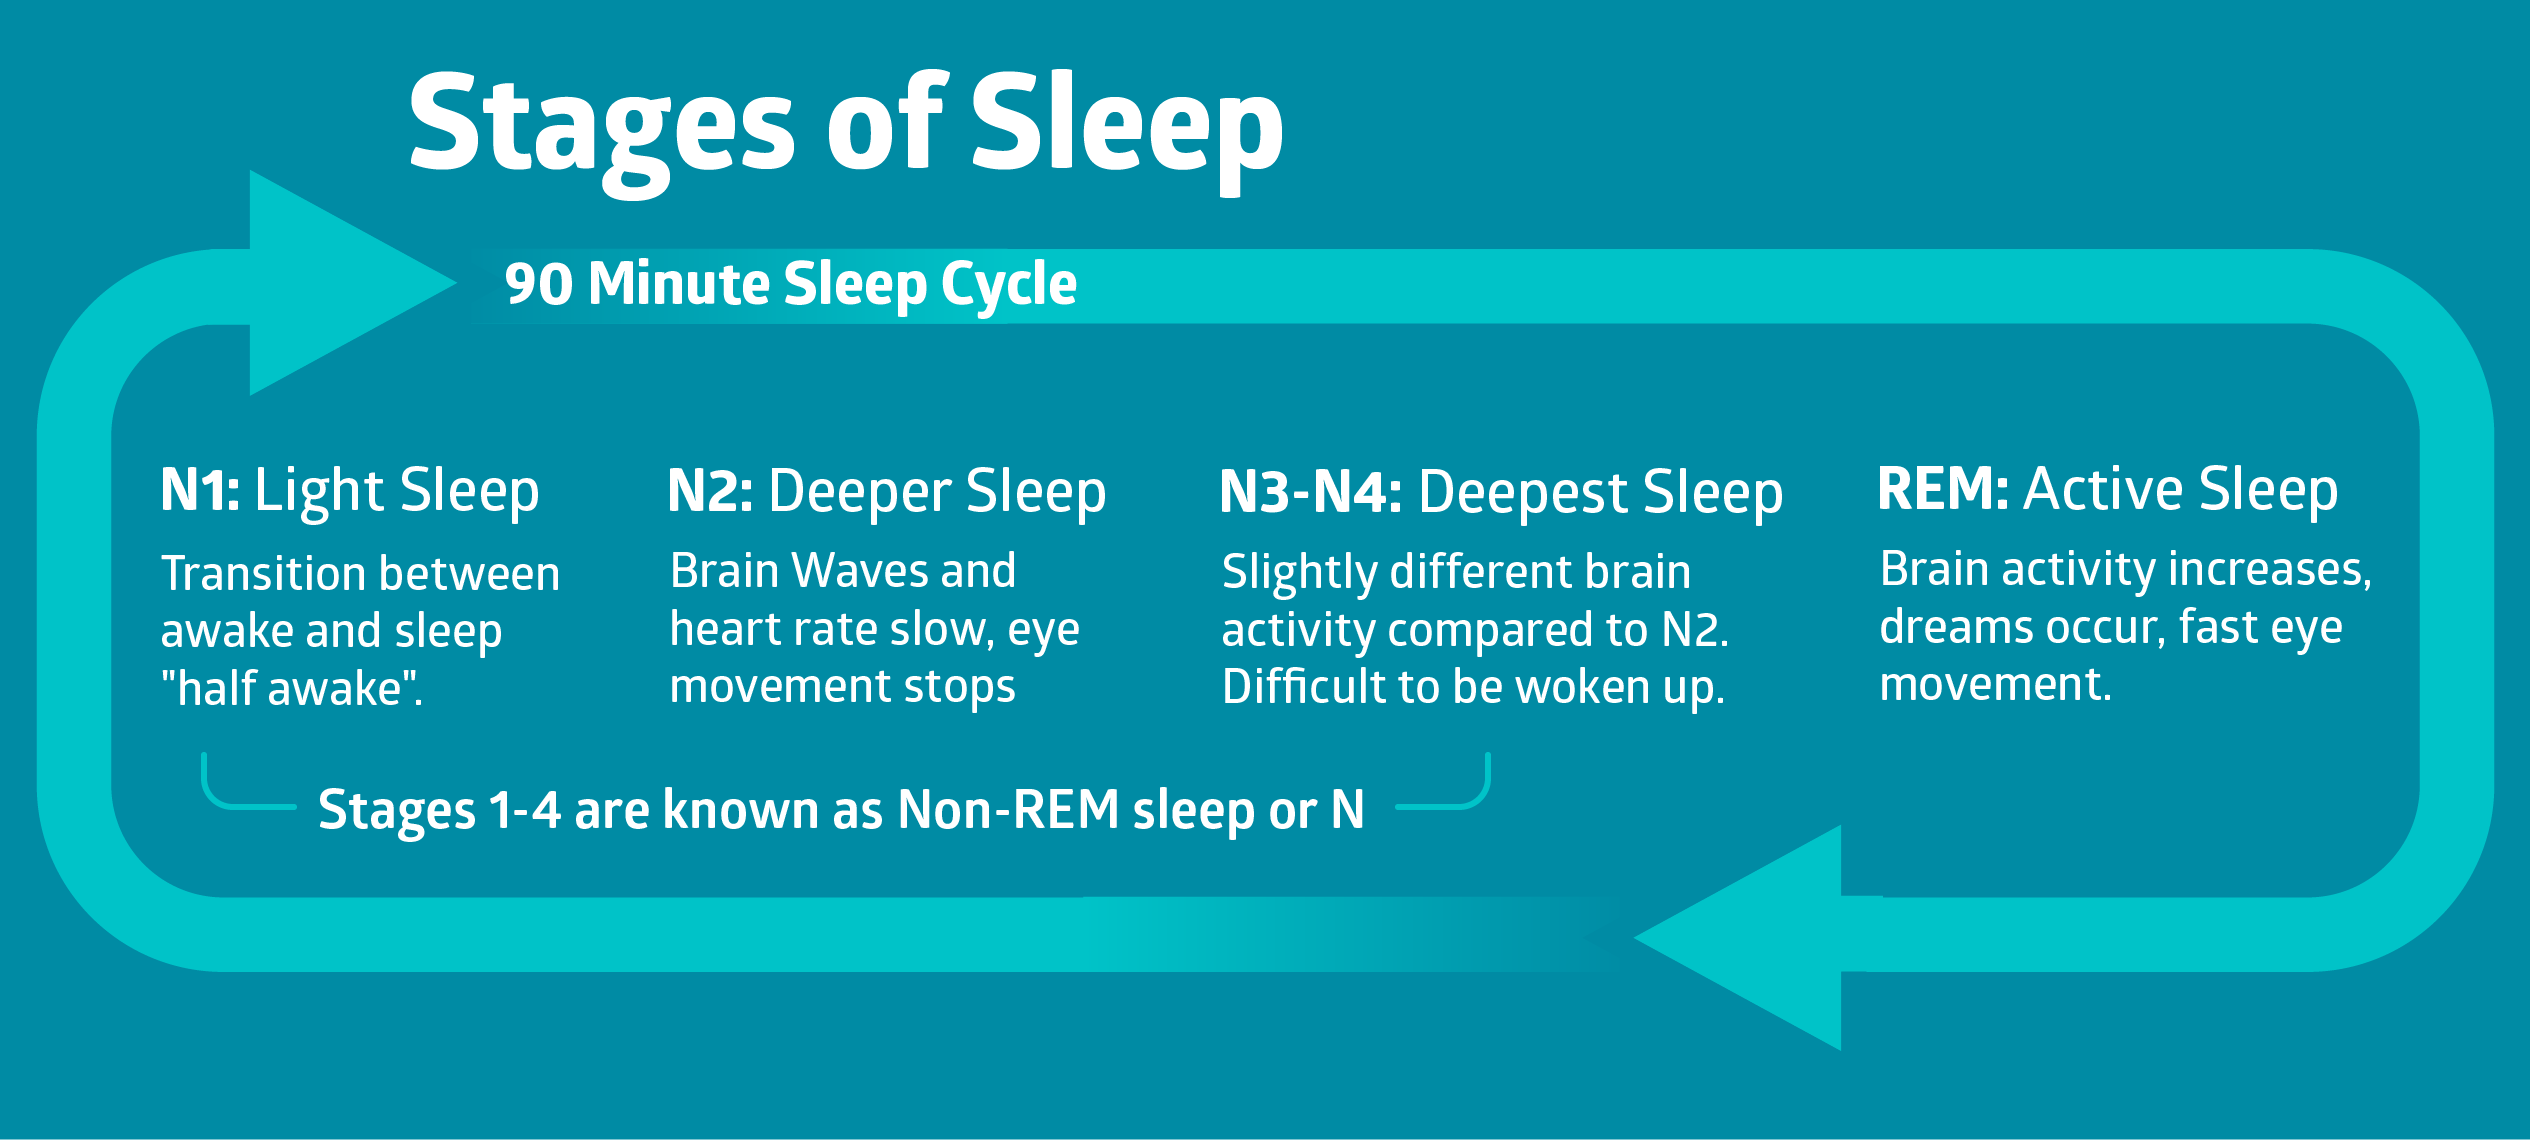 Stages of Sleep
90 Minute Sleep Cycle
N1: Light Sleep
Transition between
awake and sleep
"half awake".
N2: Deeper Sleep
Brain Waves and
heart rate slow, eye
movement stops
N3-N4: Deepest Sleep
Slightly different brain
activity compared to N2.
Difficult to be woken up.
REM: Active Sleep
Brain activity increases,
dreams occur, fast eye
movement.
Stages 1-4 are known as Non-REM sleep or N